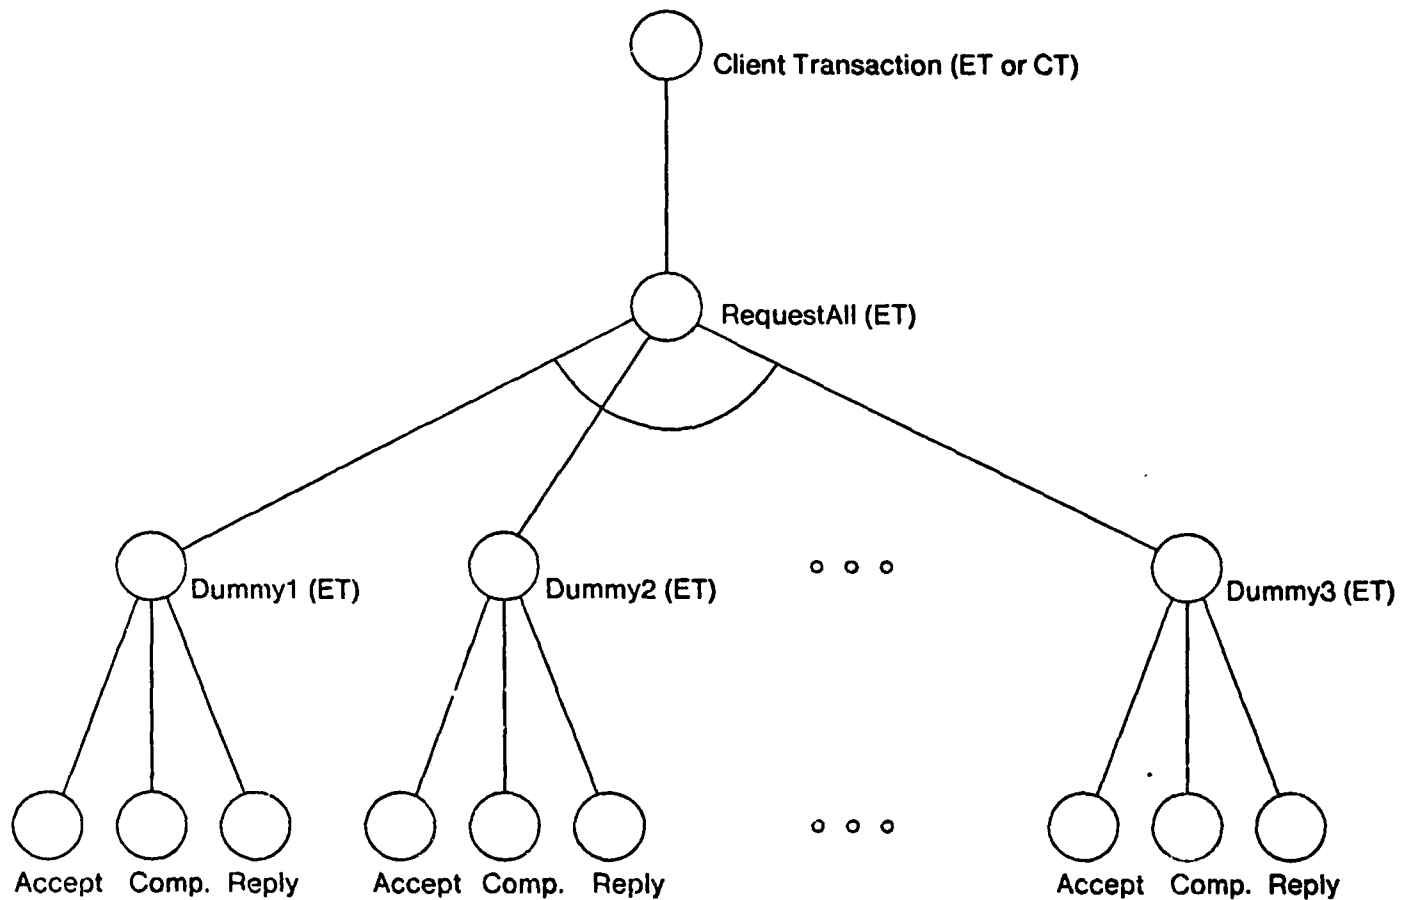 Client Transaction (ET or CT)
RequestAll (ET)
Dummy1 (ET) Dummy2 (ET) Dummy3 (ET)
Accept Comp. Reply Accept Comp. Reply Accept Comp. Reply